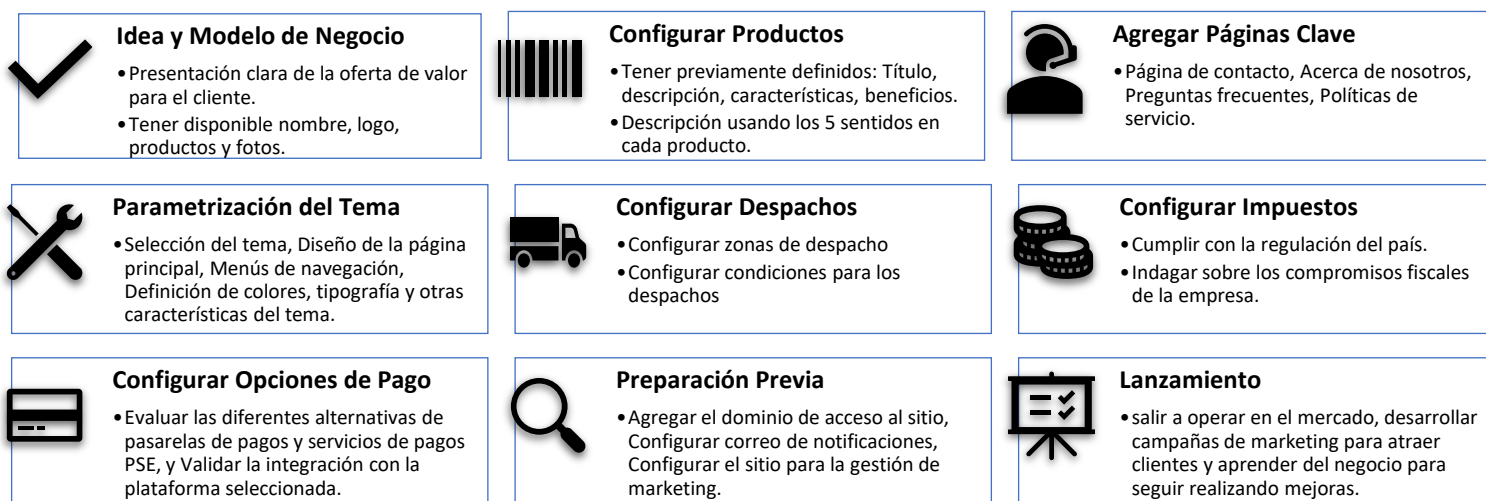 Idea y Modelo de Negocio
•Presentación clara de la oferta de valor
para el cliente.
•Tener disponible nombre, logo,
productos y fotos.
Configurar Productos
•Tener previamente definidos: Título,
descripción, características, beneficios.
•Descripción usando los 5 sentidos en
cada producto.
Agregar Páginas Clave
•Página de contacto, Acerca de nosotros,
Preguntas frecuentes, Políticas de
servicio.
Parametrización del Tema
•Selección del tema, Diseño de la página
principal, Menús de navegación,
Definición de colores, tipografía y otras
características del tema.
Configurar Despachos
•Configurar zonas de despacho
•Configurar condiciones para los
despachos
Configurar Impuestos
•Cumplir con la regulación del país.
•Indagar sobre los compromisos fiscales
de la empresa.
Configurar Opciones de Pago
•Evaluar las diferentes alternativas de
pasarelas de pagos y servicios de pagos
PSE, y Validar la integración con la
plataforma seleccionada.
Preparación Previa
•Agregar el dominio de acceso al sitio,
Configurar correo de notificaciones,
Configurar el sitio para la gestión de
marketing.
Lanzamiento
•salir a operar en el mercado, desarrollar
campañas de marketing para atraer
clientes y aprender del negocio para
seguir realizando mejoras.